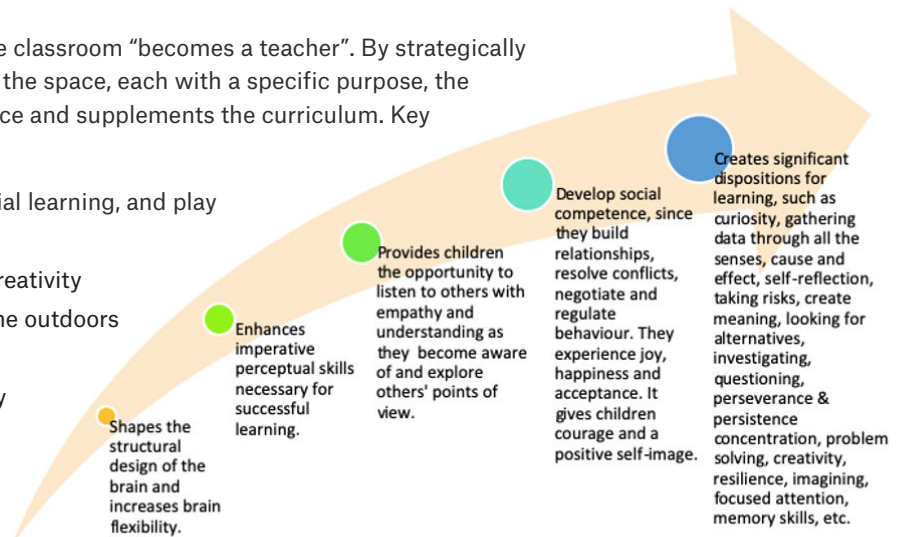 e classroom “becomes a teacher”. By strategically
the space, each with a specific purpose, the
ce and supplements the curriculum. Key
ial learning, and play
reativity
ne outdoors
y
Shapes the
structural
design of the
brain and
increases brain
flexibility.
Enhances
imperative
perceptual skills
necessary for
successful
learning.
Provides children
the opportunity to
listen to others with
empathy and
understanding as
they become aware
of and explore
others' points of
view.
Develop social
competence, since
they build
relationships,
resolve conflicts,
negotiate and
regulate
behaviour. They
experience joy,
happiness and
acceptance. It
gives children
courage and a
positive self-image.
Creates significant
dispositions for
learning, such as
curiosity, gathering
data through all the
senses, cause and
effect, self-reflection,
taking risks, create
meaning, looking for
alternatives,
investigating,
questioning,
perseverance &
persistence
concentration, problem
solving, creativity,
resilience, imagining,
focused attention,
memory skills, etc.